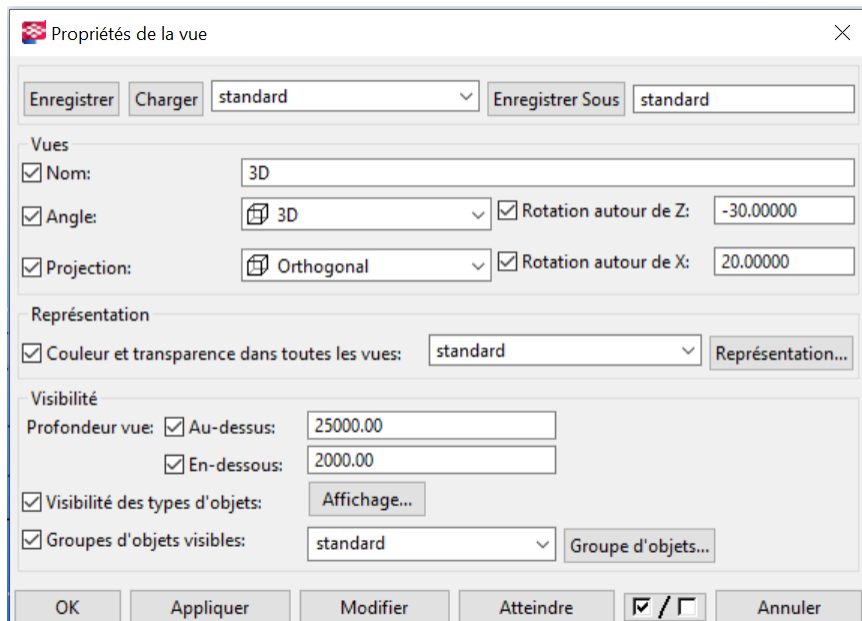 Propriétés de la vue
Enregistrer Charger standard Enregistrer Sous standard
Vues
Nom: 3D
Angle: 3D Rotation autour de Z: -30.00000
Projection: Orthogonal Rotation autour de X: 20.00000
Représentation
Couleur et transparence dans toutes les vues: standard Représentation...
Visibilité
Profondeur vue: Au-dessus: 25000.00
En-dessous: 2000.00
Visibilité des types d'objets: Affichage...
Groupes d'objets visibles: standard Groupe d'objets...
OK Appliquer Modifier Atteindre / Annuler